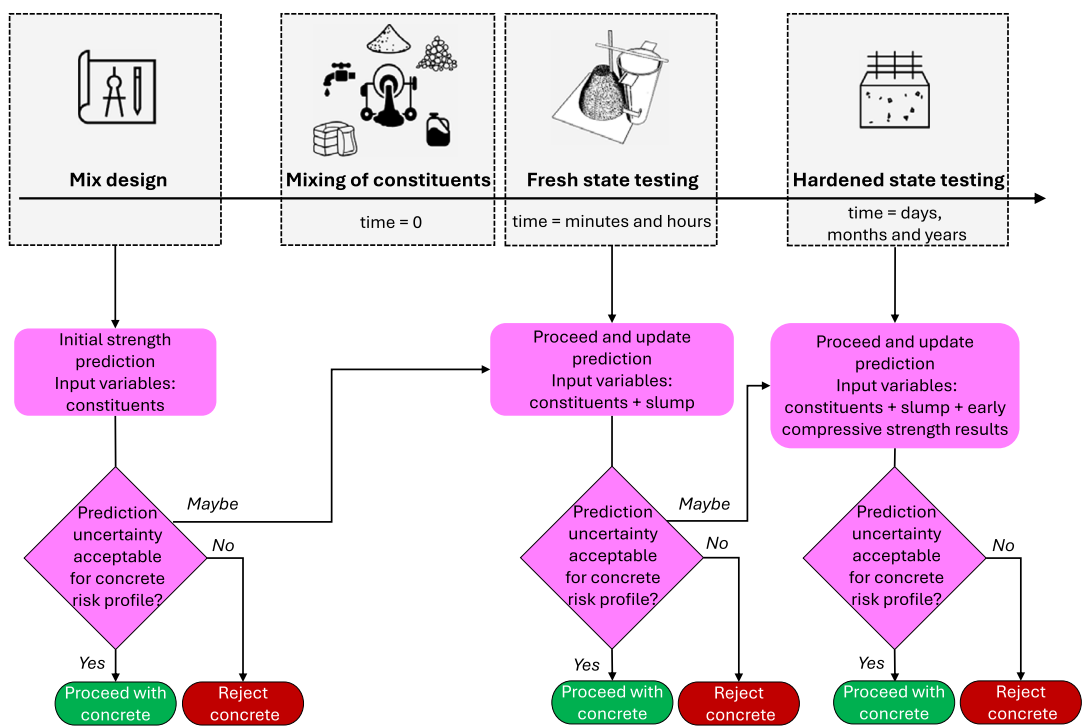 Mix design
Mixing of constituents
Fresh state testing
Hardened state testing
time = 0
time = minutes and hours
time = days,
months and years
Initial strength
prediction
Input variables:
constituents
Proceed and update
prediction
Input variables:
constituents + slump
Proceed and update
prediction
Input variables:
constituents + slump + early
compressive strength results
Prediction
uncertainty
acceptable
for concrete
risk profile?
Maybe
No
Yes
Proceed with
concrete
Reject
concrete
Prediction
uncertainty
acceptable
for concrete
risk profile?
Maybe
No
Yes
Proceed with
concrete
Reject
concrete
Prediction
uncertainty
acceptable
for concrete
risk profile?
No
Yes
Proceed with
concrete
Reject
concrete